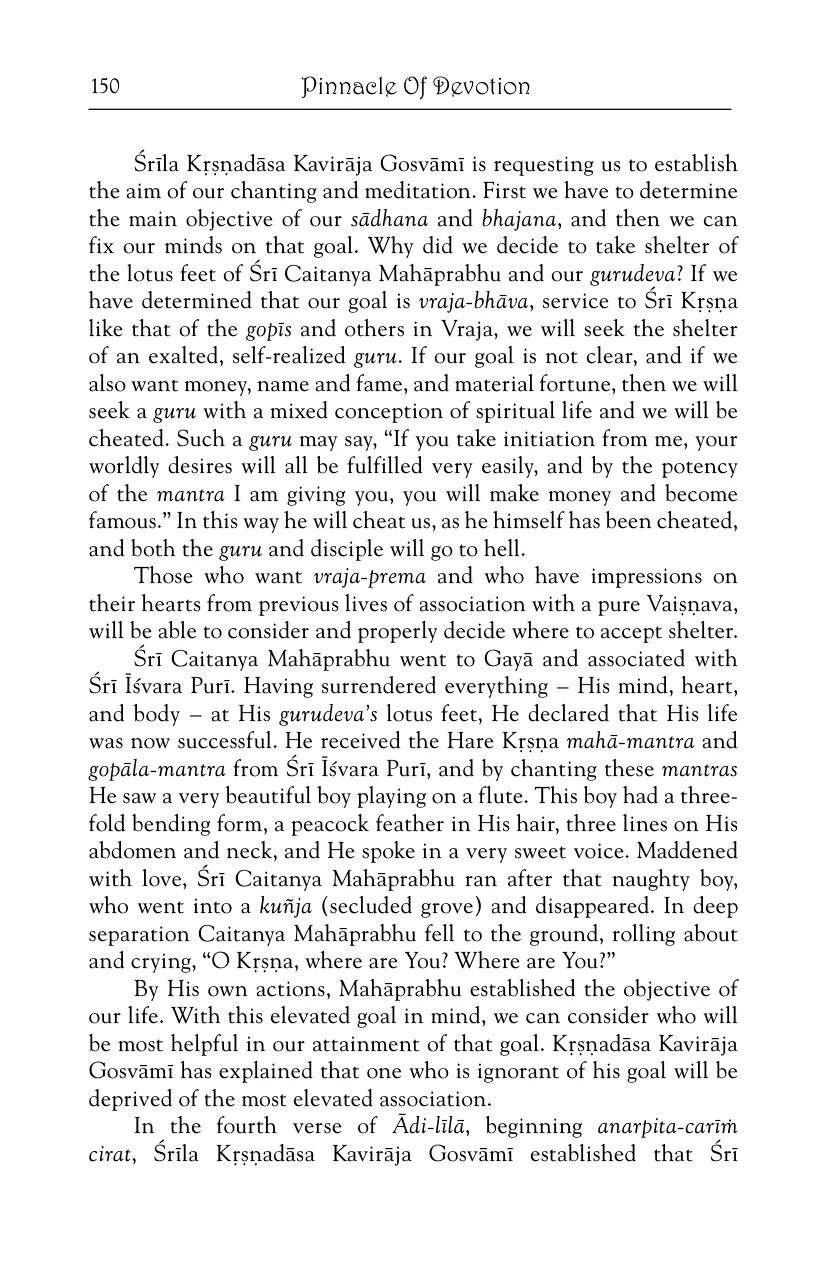 150 Pinnacle Of Devotion
Śrīla Kṛṣṇadāsa Kavirāja Gosvāmī is requesting us to establish
the aim of our chanting and meditation. First we have to determine
the main objective of our sādhana and bhajana, and then we can
fix our minds on that goal. Why did we decide to take shelter of
the lotus feet of Śrī Caitanya Mahāprabhu and our gurudeva? If we
have determined that our goal is vraja-bhāva, service to Śrī Kṛṣṇa
like that of the gopīs and others in Vraja, we will seek the shelter
of an exalted, self-realized guru. If our goal is not clear, and if we
also want money, name and fame, and material fortune, then we will
seek a guru with a mixed conception of spiritual life and we will be
cheated. Such a guru may say, “If you take initiation from me, your
worldly desires will all be fulfilled very easily, and by the potency
of the mantra I am giving you, you will make money and become
famous.” In this way he will cheat us, as he himself has been cheated,
and both the guru and disciple will go to hell.
Those who want vraja-prema and who have impressions on
their hearts from previous lives of association with a pure Vaiṣṇava,
will be able to consider and properly decide where to accept shelter.
Śrī Caitanya Mahāprabhu went to Gayā and associated with
Śrī Īśvara Purī. Having surrendered everything – His mind, heart,
and body – at His gurudeva’s lotus feet, He declared that His life
was now successful. He received the Hare Kṛṣṇa mahā-mantra and
gopāla-mantra from Śrī Īśvara Purī, and by chanting these mantras
He saw a very beautiful boy playing on a flute. This boy had a three-
fold bending form, a peacock feather in His hair, three lines on His
abdomen and neck, and He spoke in a very sweet voice. Maddened
with love, Śrī Caitanya Mahāprabhu ran after that naughty boy,
who went into a kuñja (secluded grove) and disappeared. In deep
separation Caitanya Mahāprabhu fell to the ground, rolling about
and crying, “O Kṛṣṇa, where are You? Where are You?”
By His own actions, Mahāprabhu established the objective of
our life. With this elevated goal in mind, we can consider who will
be most helpful in our attainment of that goal. Kṛṣṇadāsa Kavirāja
Gosvāmī has explained that one who is ignorant of his goal will be
deprived of the most elevated association.
In the fourth verse of Ādi-līlā, beginning anarpita-carīṁ
cirat, Śrīla Kṛṣṇadāsa Kavirāja Gosvāmī established that Śrī